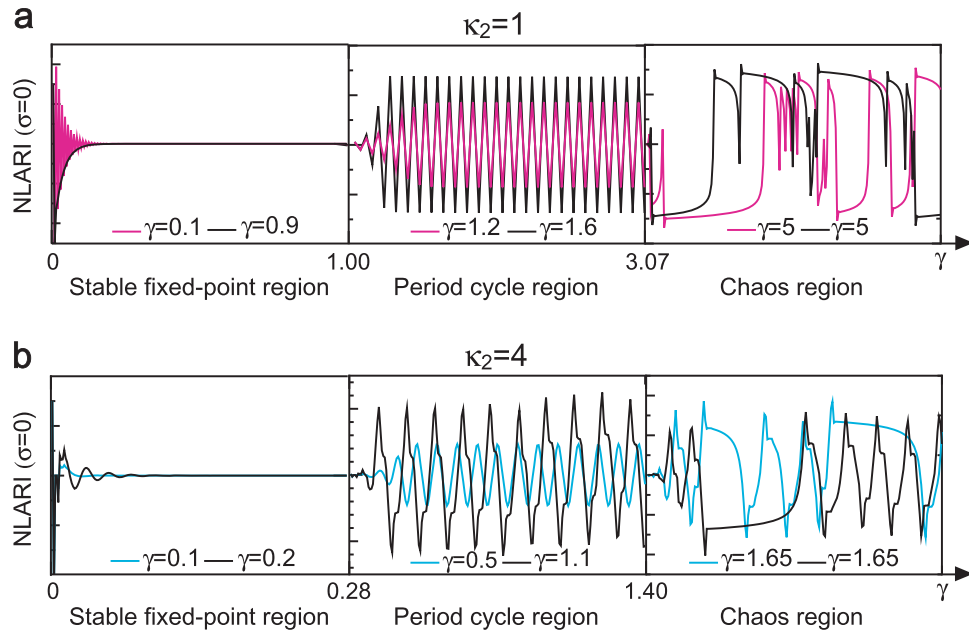 a
κ₂=1
NLARI (σ=0)
γ=0.1 γ=0.9
γ=1.2 γ=1.6
γ=5 γ=5
0 1.00 3.07 γ
Stable fixed-point region Period cycle region Chaos region
b
κ₂=4
NLARI (σ=0)
γ=0.1 γ=0.2
γ=0.5 γ=1.1
γ=1.65 γ=1.65
0 0.28 1.40 γ
Stable fixed-point region Period cycle region Chaos region